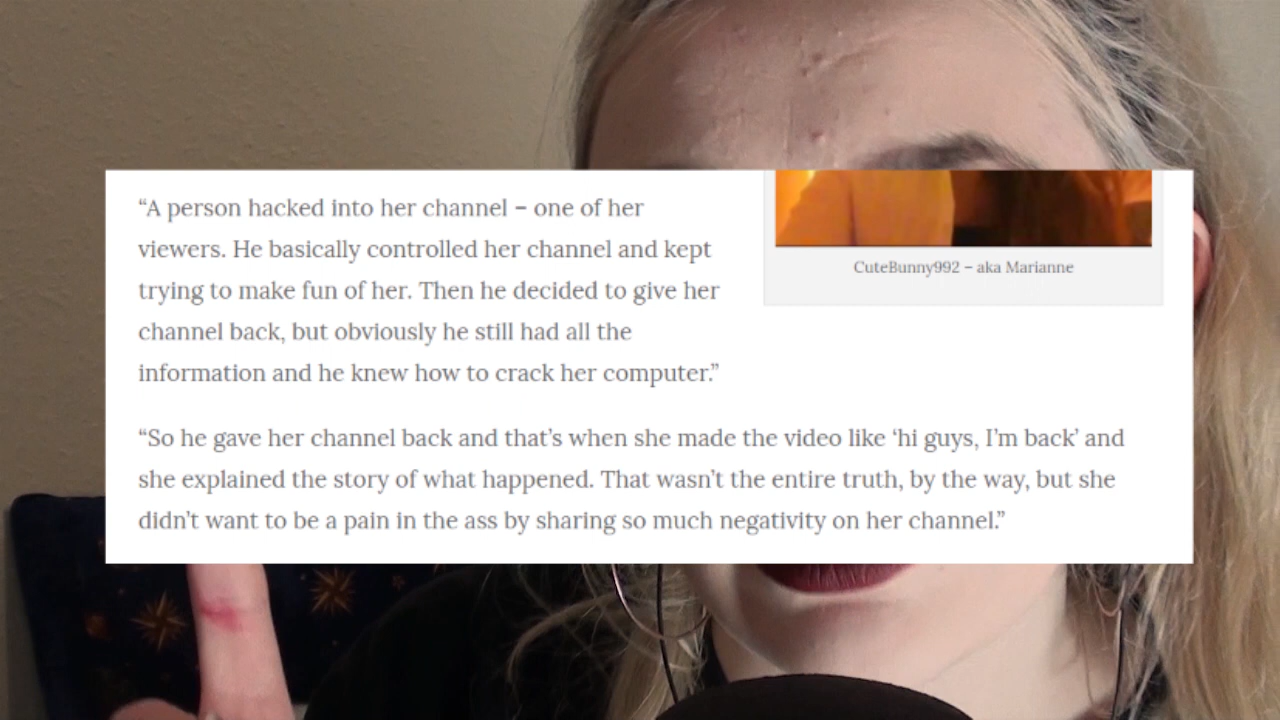 “A person hacked into her channel – one of her
viewers. He basically controlled her channel and kept
trying to make fun of her. Then he decided to give her
channel back, but obviously he still had all the
information and he knew how to crack her computer.”
CuteBunny992 – aka Marianne
“So he gave her channel back and that’s when she made the video like ‘hi guys, I’m back’ and
she explained the story of what happened. That wasn’t the entire truth, by the way, but she
didn’t want to be a pain in the ass by sharing so much negativity on her channel.”